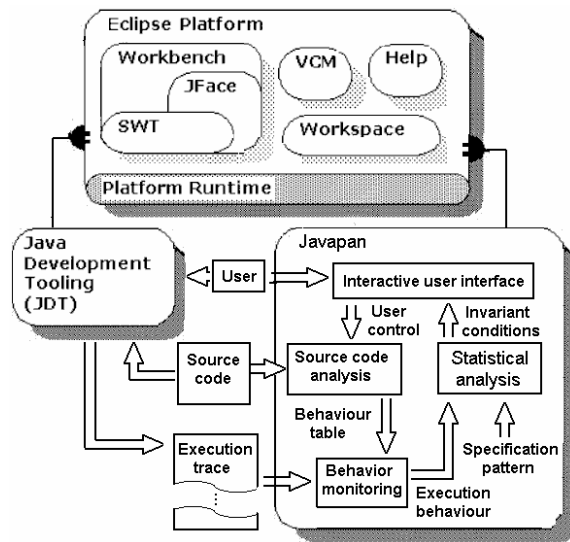 Eclipse Platform
Workbench
JFace
SWT
VCM
Help
Workspace
Platform Runtime
Java
Development
Tooling
(JDT)
User
Javapan
Interactive user interface
User
control
Invariant
conditions
Source
code
Source code
analysis
Statistical
analysis
Behaviour
table
Specification
pattern
Execution
trace
Behavior
monitoring
Execution
behaviour